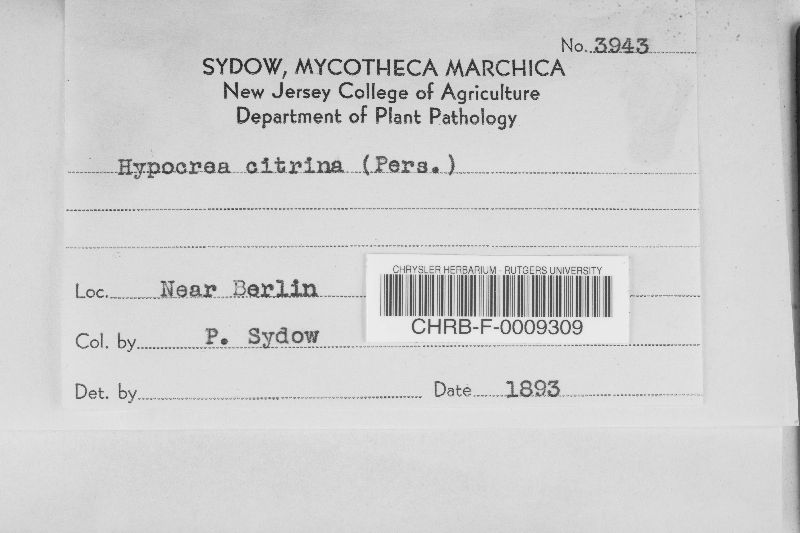 No. 3943
SYDOW, MYCOTHECA MARCHICA
New Jersey College of Agriculture
Department of Plant Pathology
Hypocrea citrina (Pers.)
Loc. Near Berlin
CHRYSLER HERBARIUM - RUTGERS UNIVERSITY
CHRB-F-0009309
Col. by P. Sydow
Det. by
Date 1893